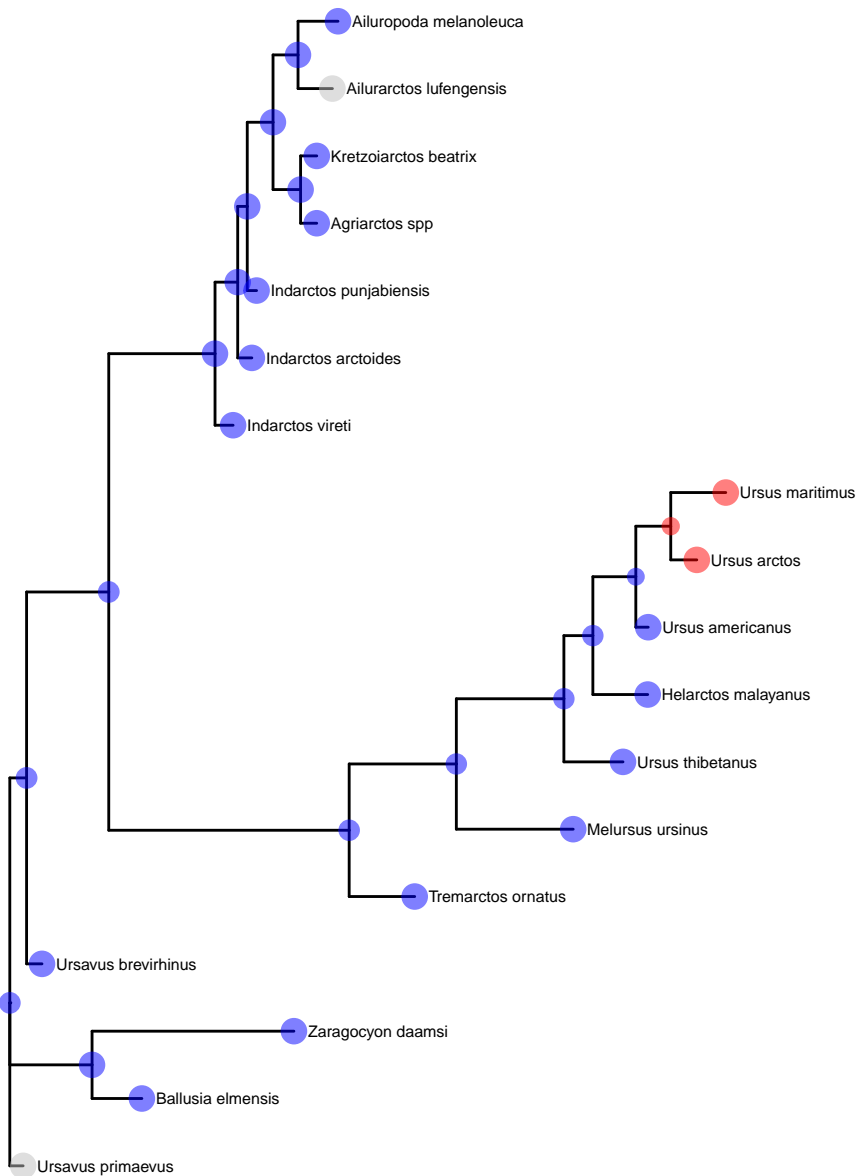 Ailuropoda melanoleuca
Ailurarctos lufengensis
Kretzoiarctos beatrix
Agriarctos spp
Indarctos punjabiensis
Indarctos arctoides
Indarctos vireti
Ursus maritimus
Ursus arctos
Ursus americanus
Helarctos malayanus
Ursus thibetanus
Melursus ursinus
Tremarctos ornatus
Ursavus brevirhinus
Zaragocyon daamsi
Ballusia elmensis
Ursavus primaevus